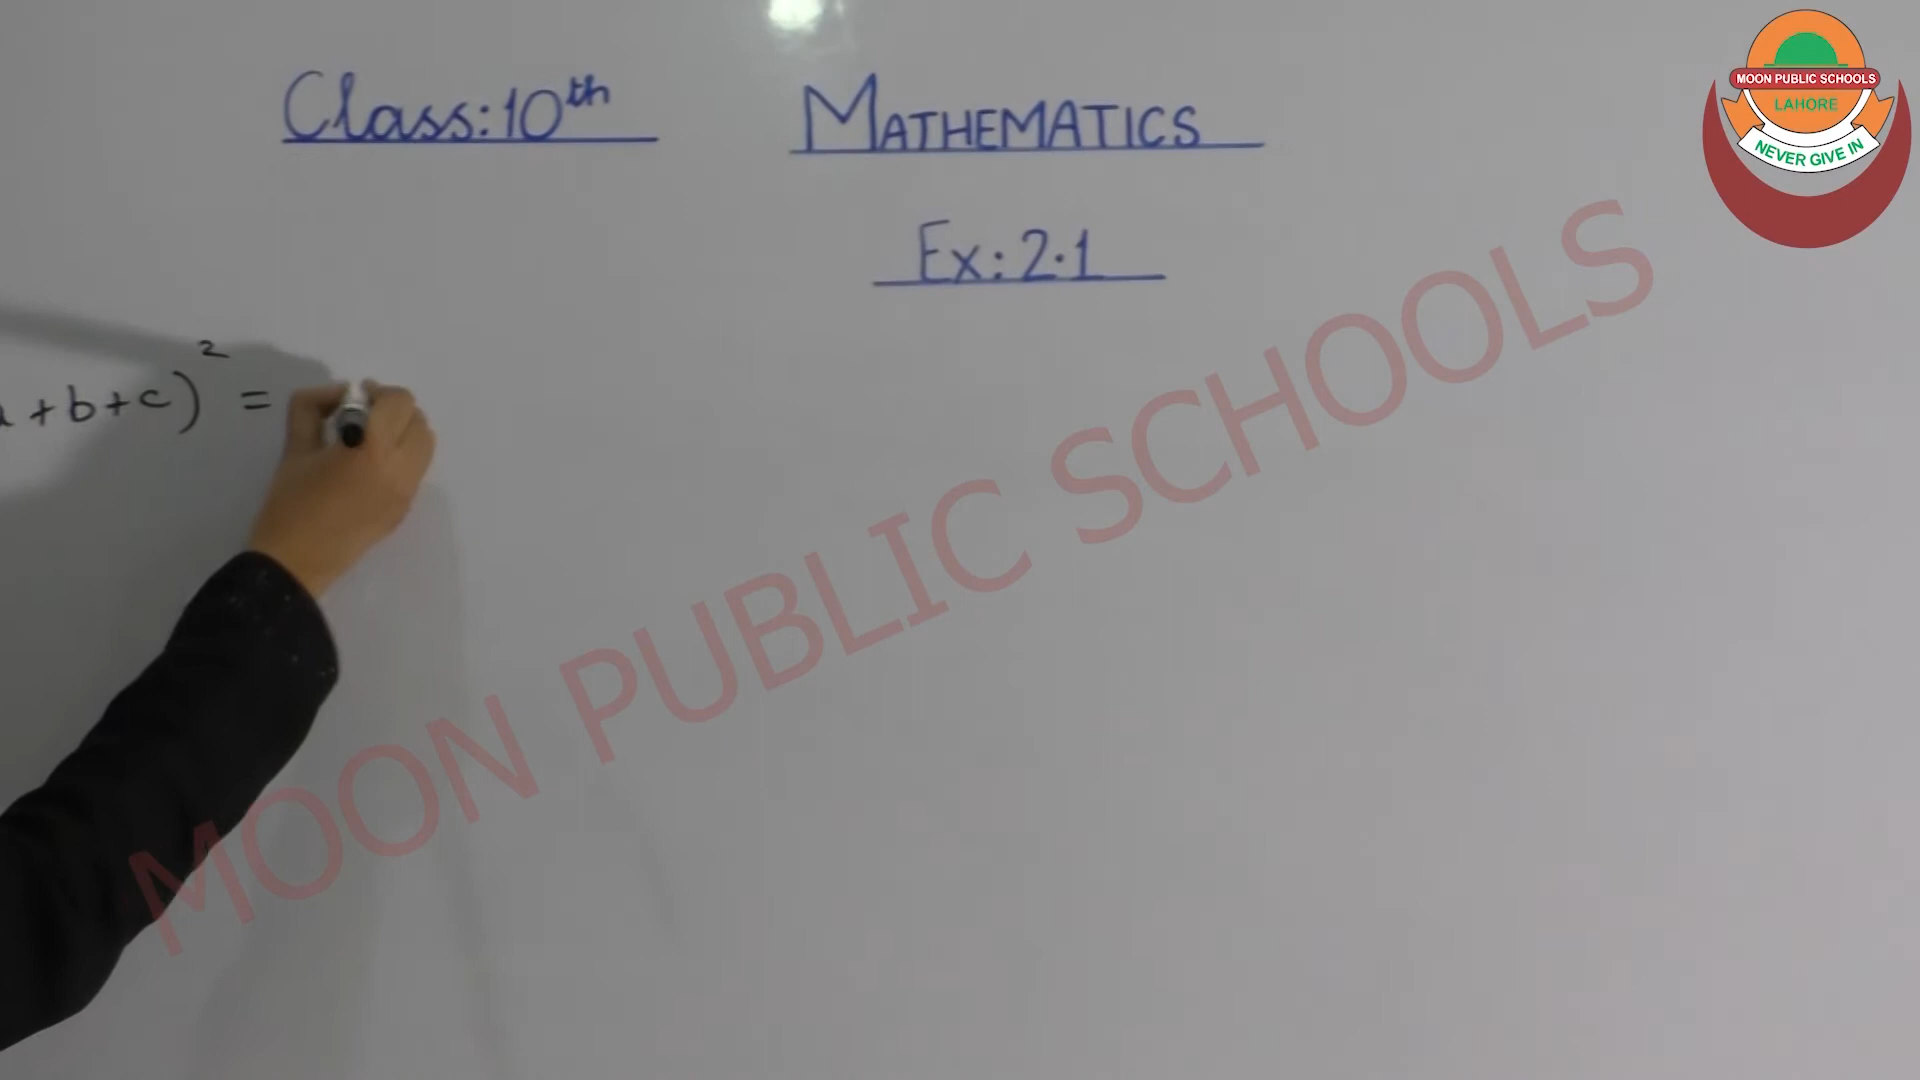 Class: 10th
MATHEMATICS
Ex: 2.1
+b+c)² =
MOON PUBLIC SCHOOLS
LAHORE
NEVER GIVE IN
MOON PUBLIC SCHOOLS